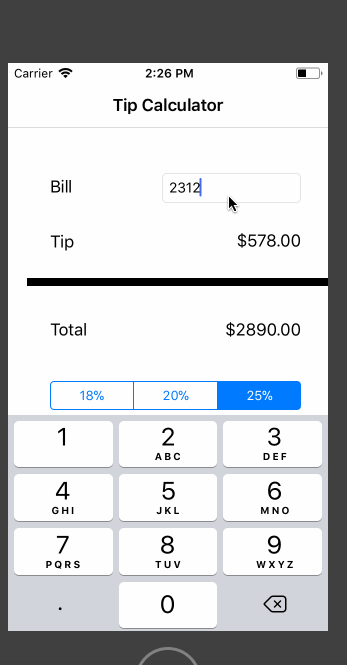 Carrier 2:26 PM
Tip Calculator
Bill 2312
Tip $578.00
Total $2890.00
18% 20% 25%
1 2 3
ABC DEF
4 5 6
GHI JKL MNO
7 8 9
PQRS TUV WXYZ
. 0